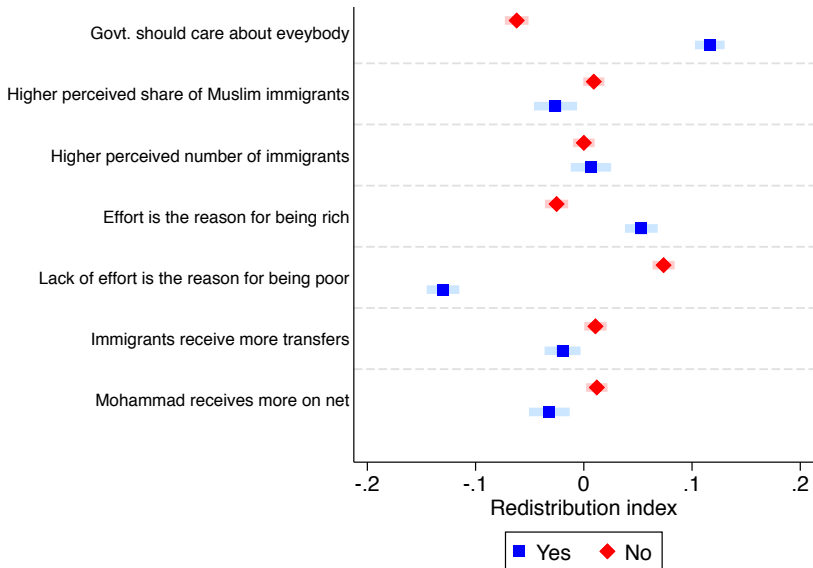 Govt. should care about eveybody
Higher perceived share of Muslim immigrants
Higher perceived number of immigrants
Effort is the reason for being rich
Lack of effort is the reason for being poor
Immigrants receive more transfers
Mohammad receives more on net
-.2 -.1 0 .1 .2
Redistribution index
Yes No